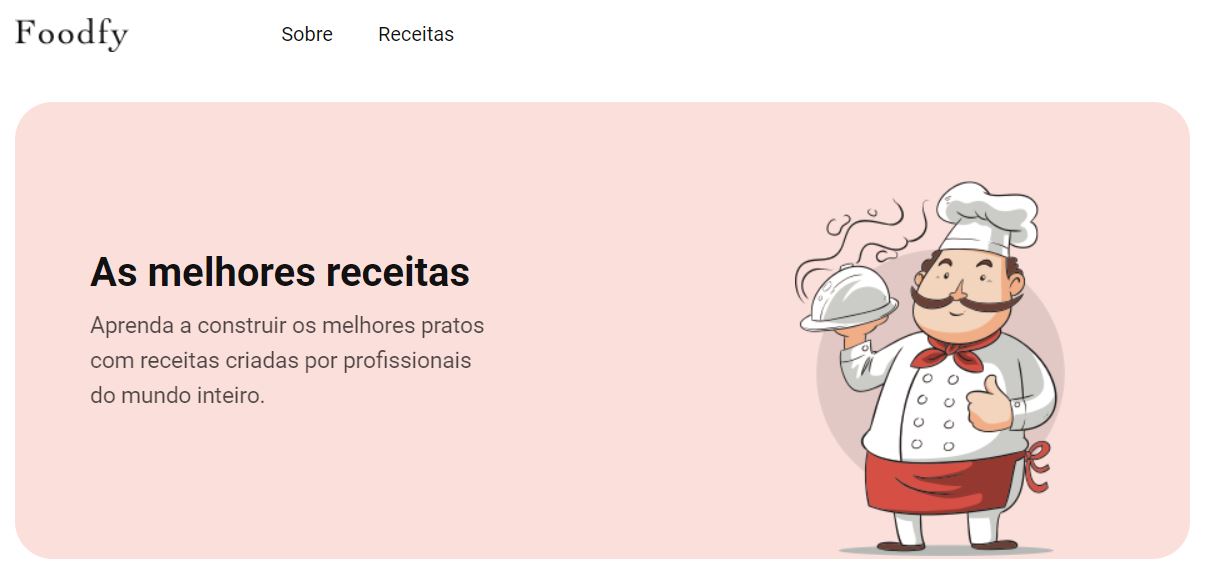 Foodfy
Sobre
Receitas
As melhores receitas
Aprenda a construir os melhores pratos
com receitas criadas por profissionais
do mundo inteiro.